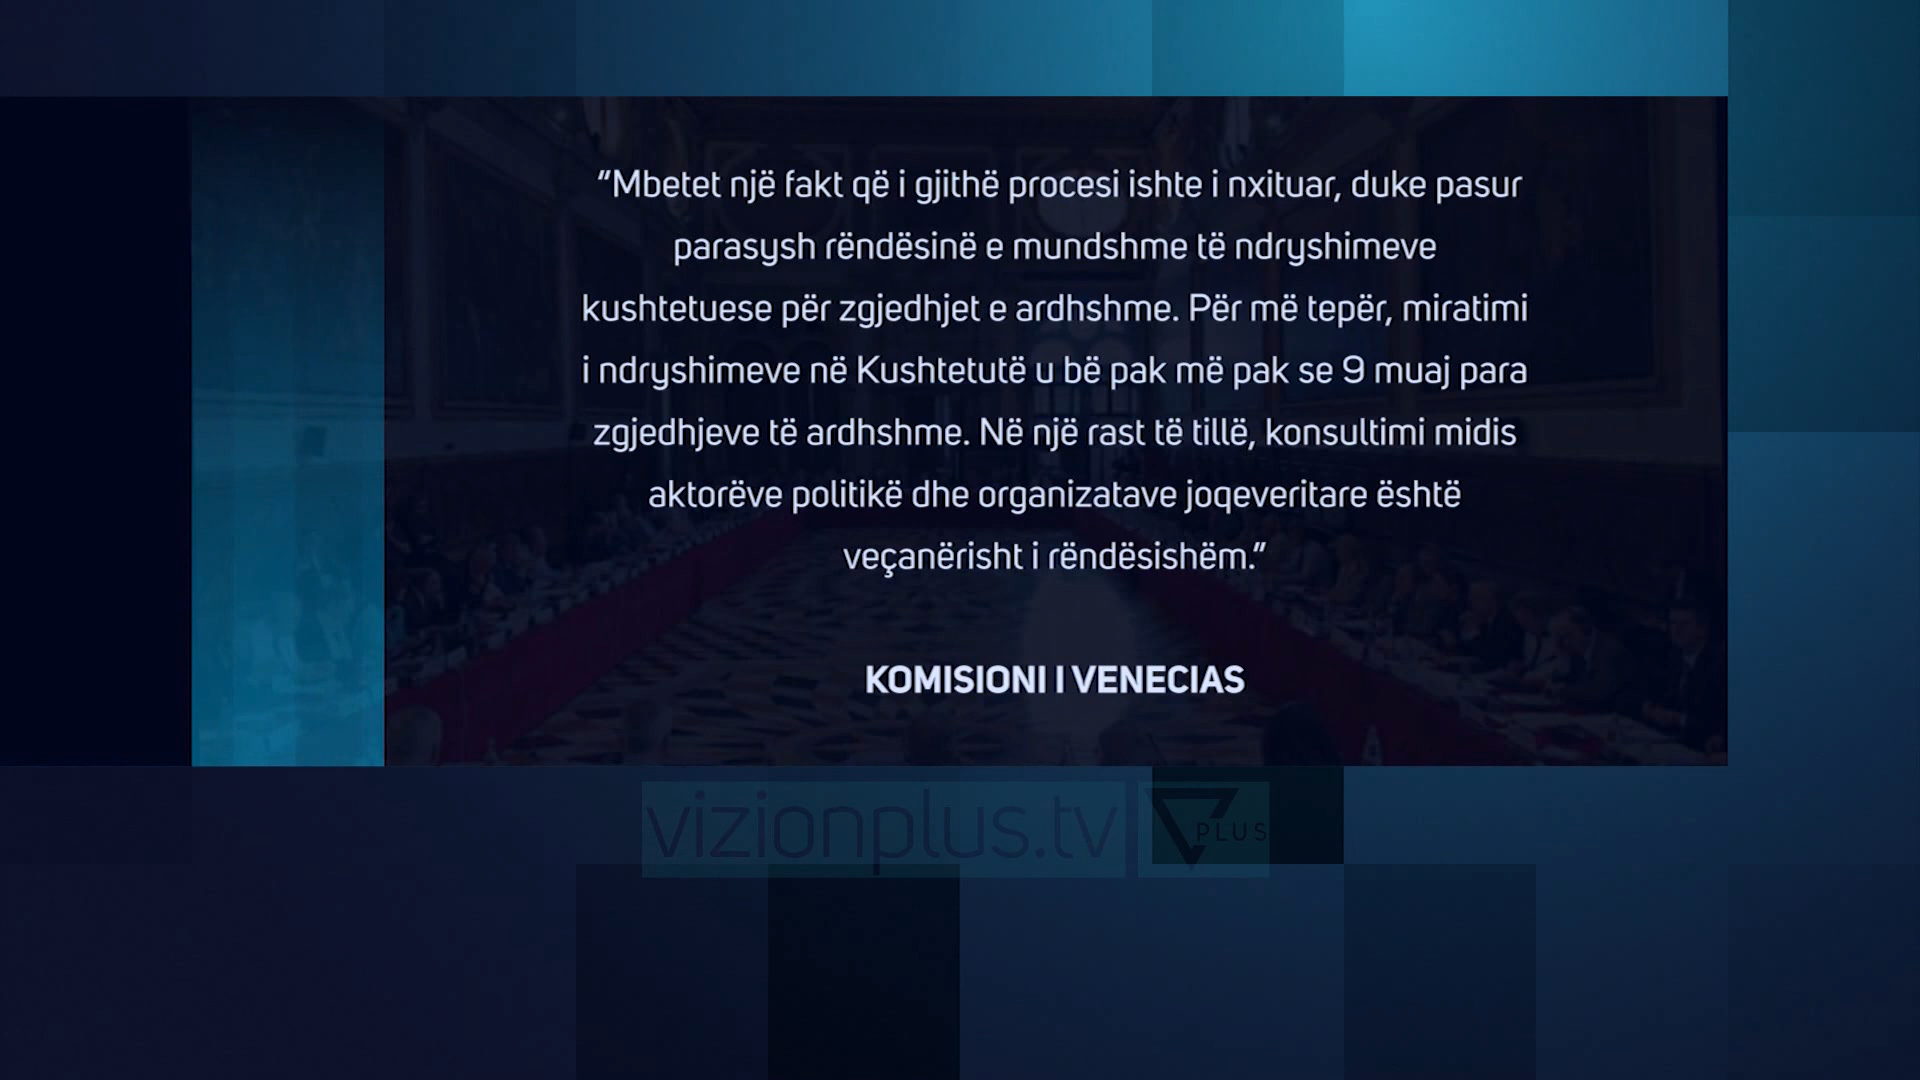 “Mbetet një fakt që i gjithë procesi ishte i nxituar, duke pasur
parasysh rëndësinë e mundshme të ndryshimeve
kushtetuese për zgjedhjet e ardhshme. Për më tepër, miratimi
i ndryshimeve në Kushtetutë u bë pak më pak se 9 muaj para
zgjedhjeve të ardhshme. Në një rast të tillë, konsultimi midis
aktorëve politikë dhe organizatave joqeveritare është
veçanërisht i rëndësishëm.”
KOMISIONI I VENECIAS
vizionplus.tv
PLUS